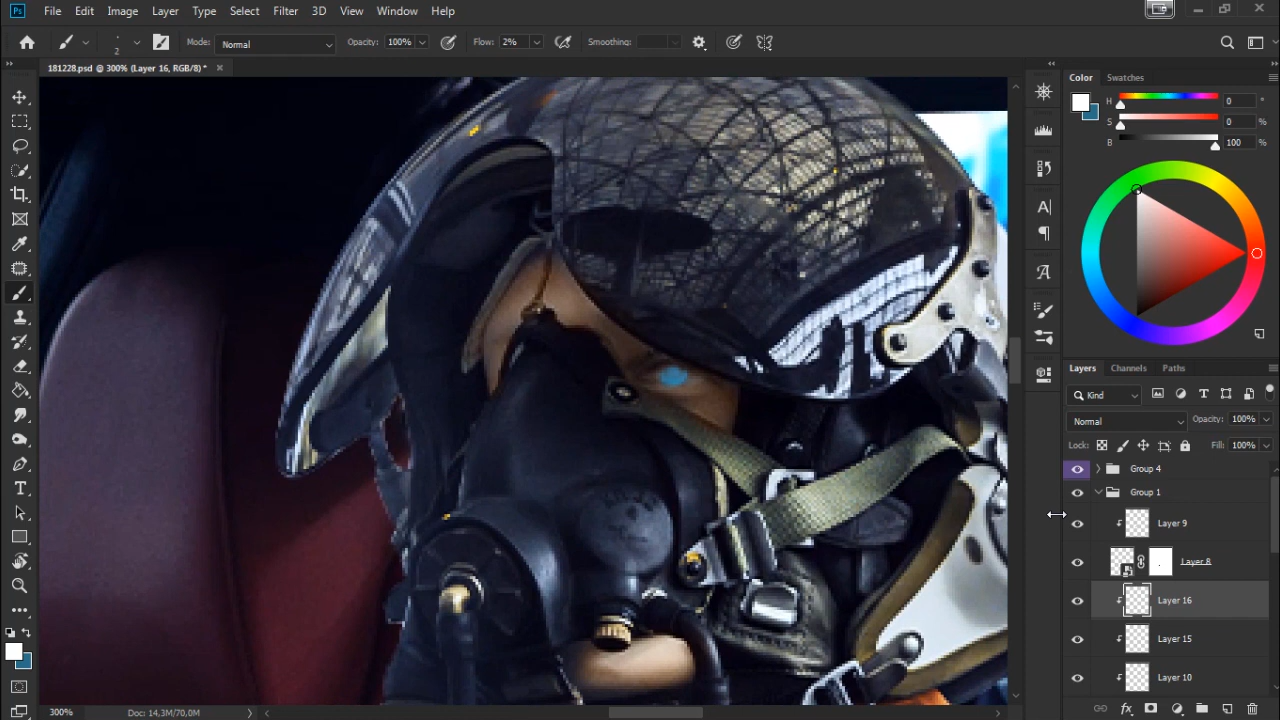 Ps File Edit Image Layer Type Select Filter 3D View Window Help
2 Mode: Normal Opacity: 100% Flow: 2% Smoothing:
181228.psd @ 300% (Layer 16, RGB/8) * ×
Color Swatches
H 0 °
S 0 %
B 100 %
Layers Channels Paths
Kind
Normal Opacity: 100%
Lock: Fill: 100%
Group 4
Group 1
Layer 9
Layer 8
Layer 16
Layer 15
Layer 10
300% Doc: 14,3M/70,0M